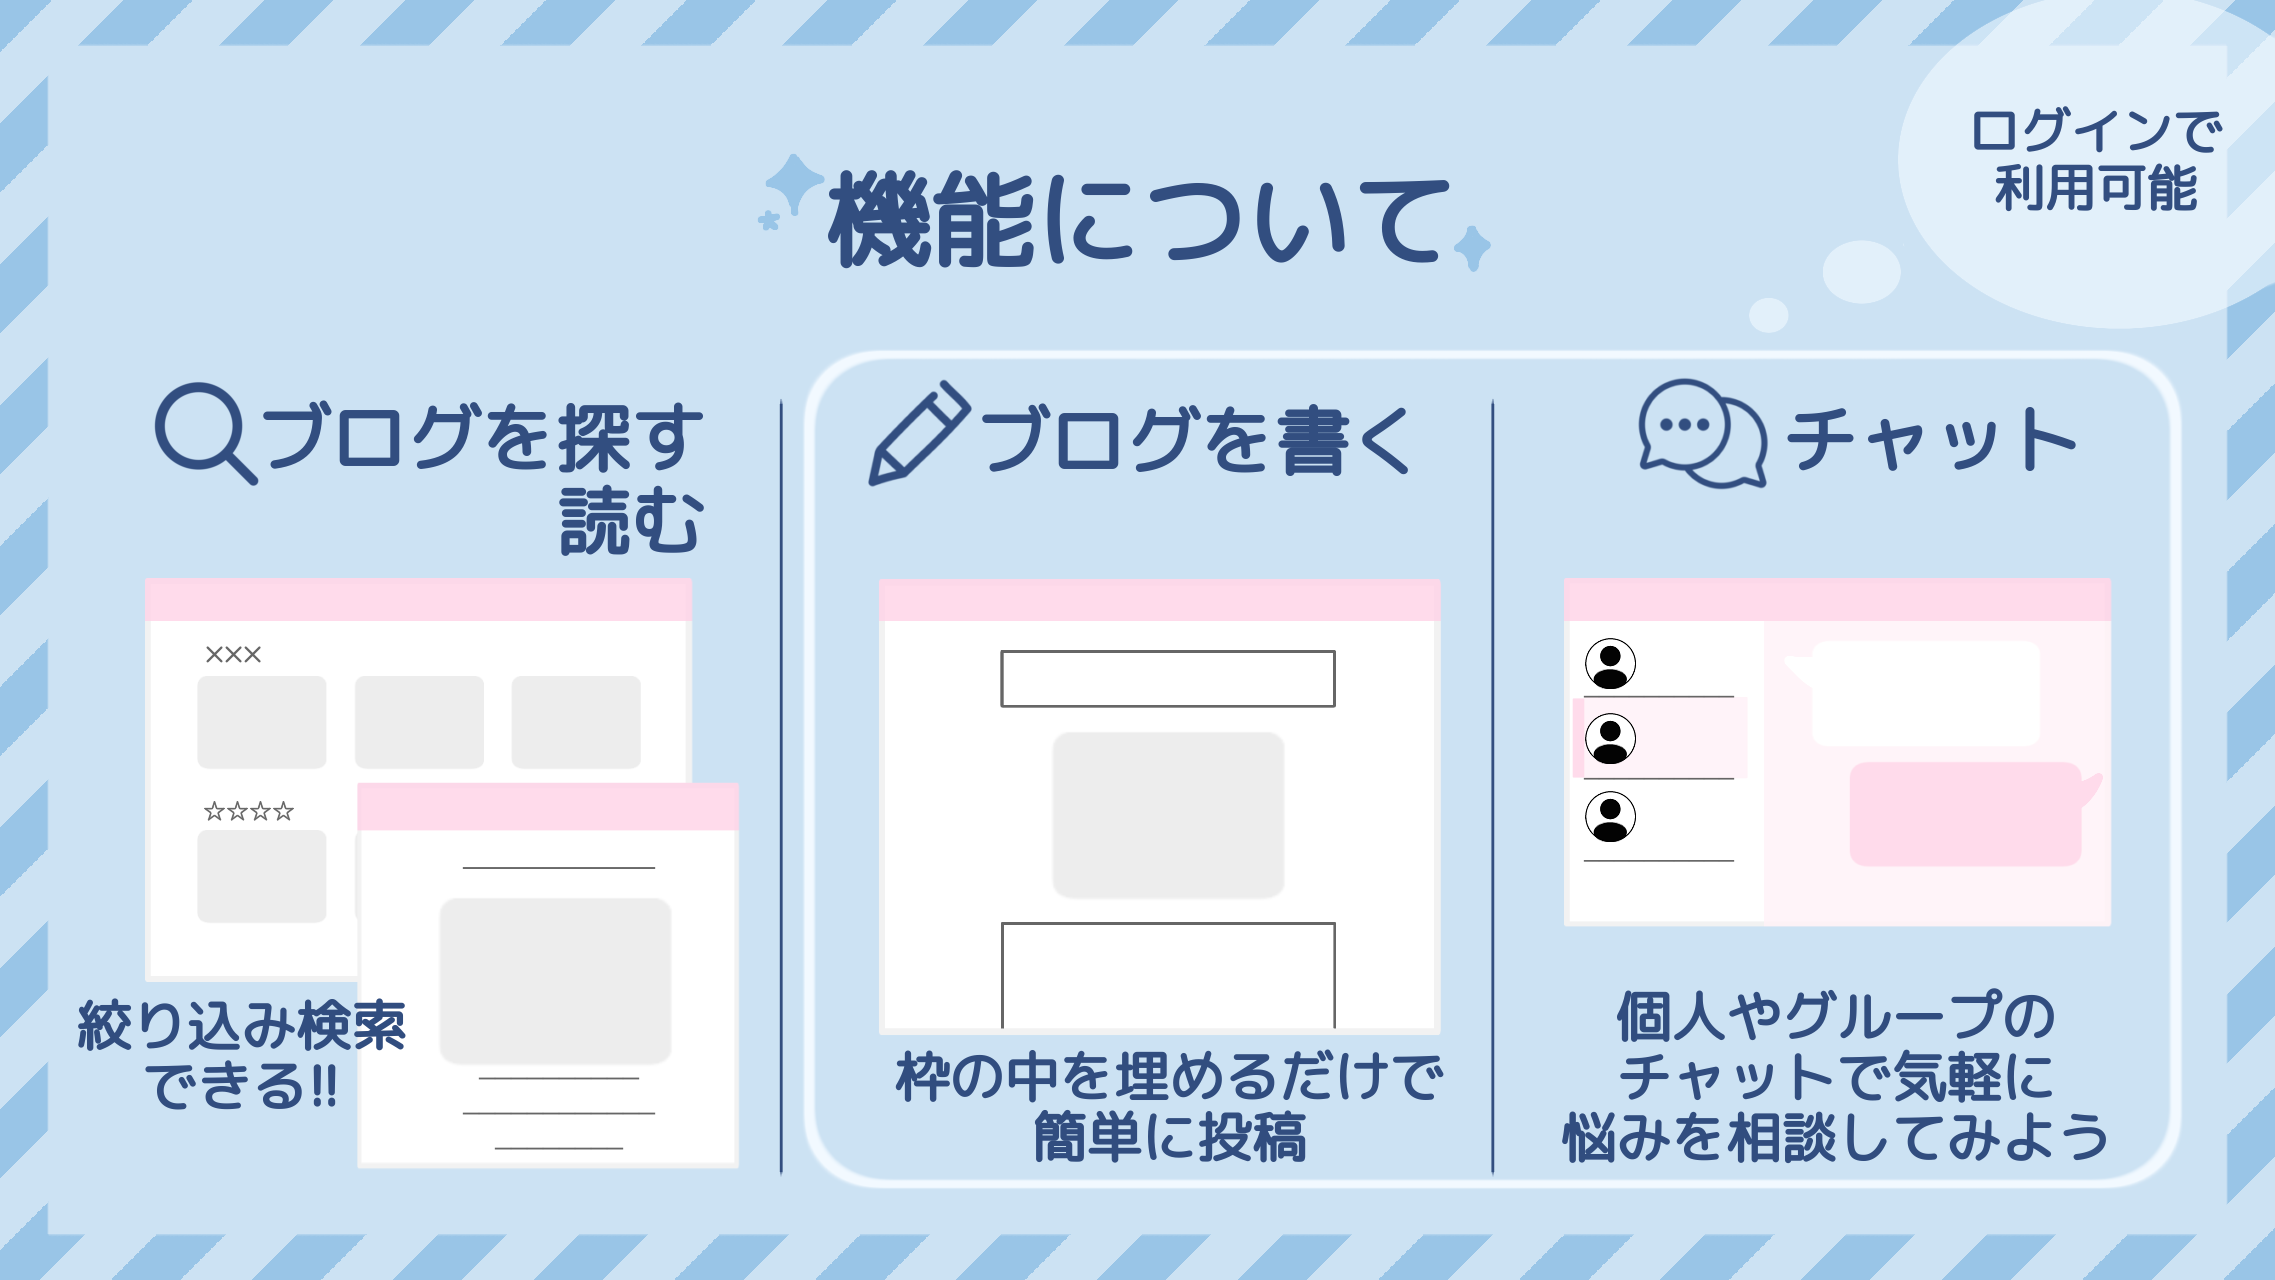 ログインで
利用可能
機能について
ブログを探す
読む
×××
☆☆☆☆
絞り込み検索
できる!!
ブログを書く
枠の中を埋めるだけで
簡単に投稿
チャット
個人やグループの
チャットで気軽に
悩みを相談してみよう